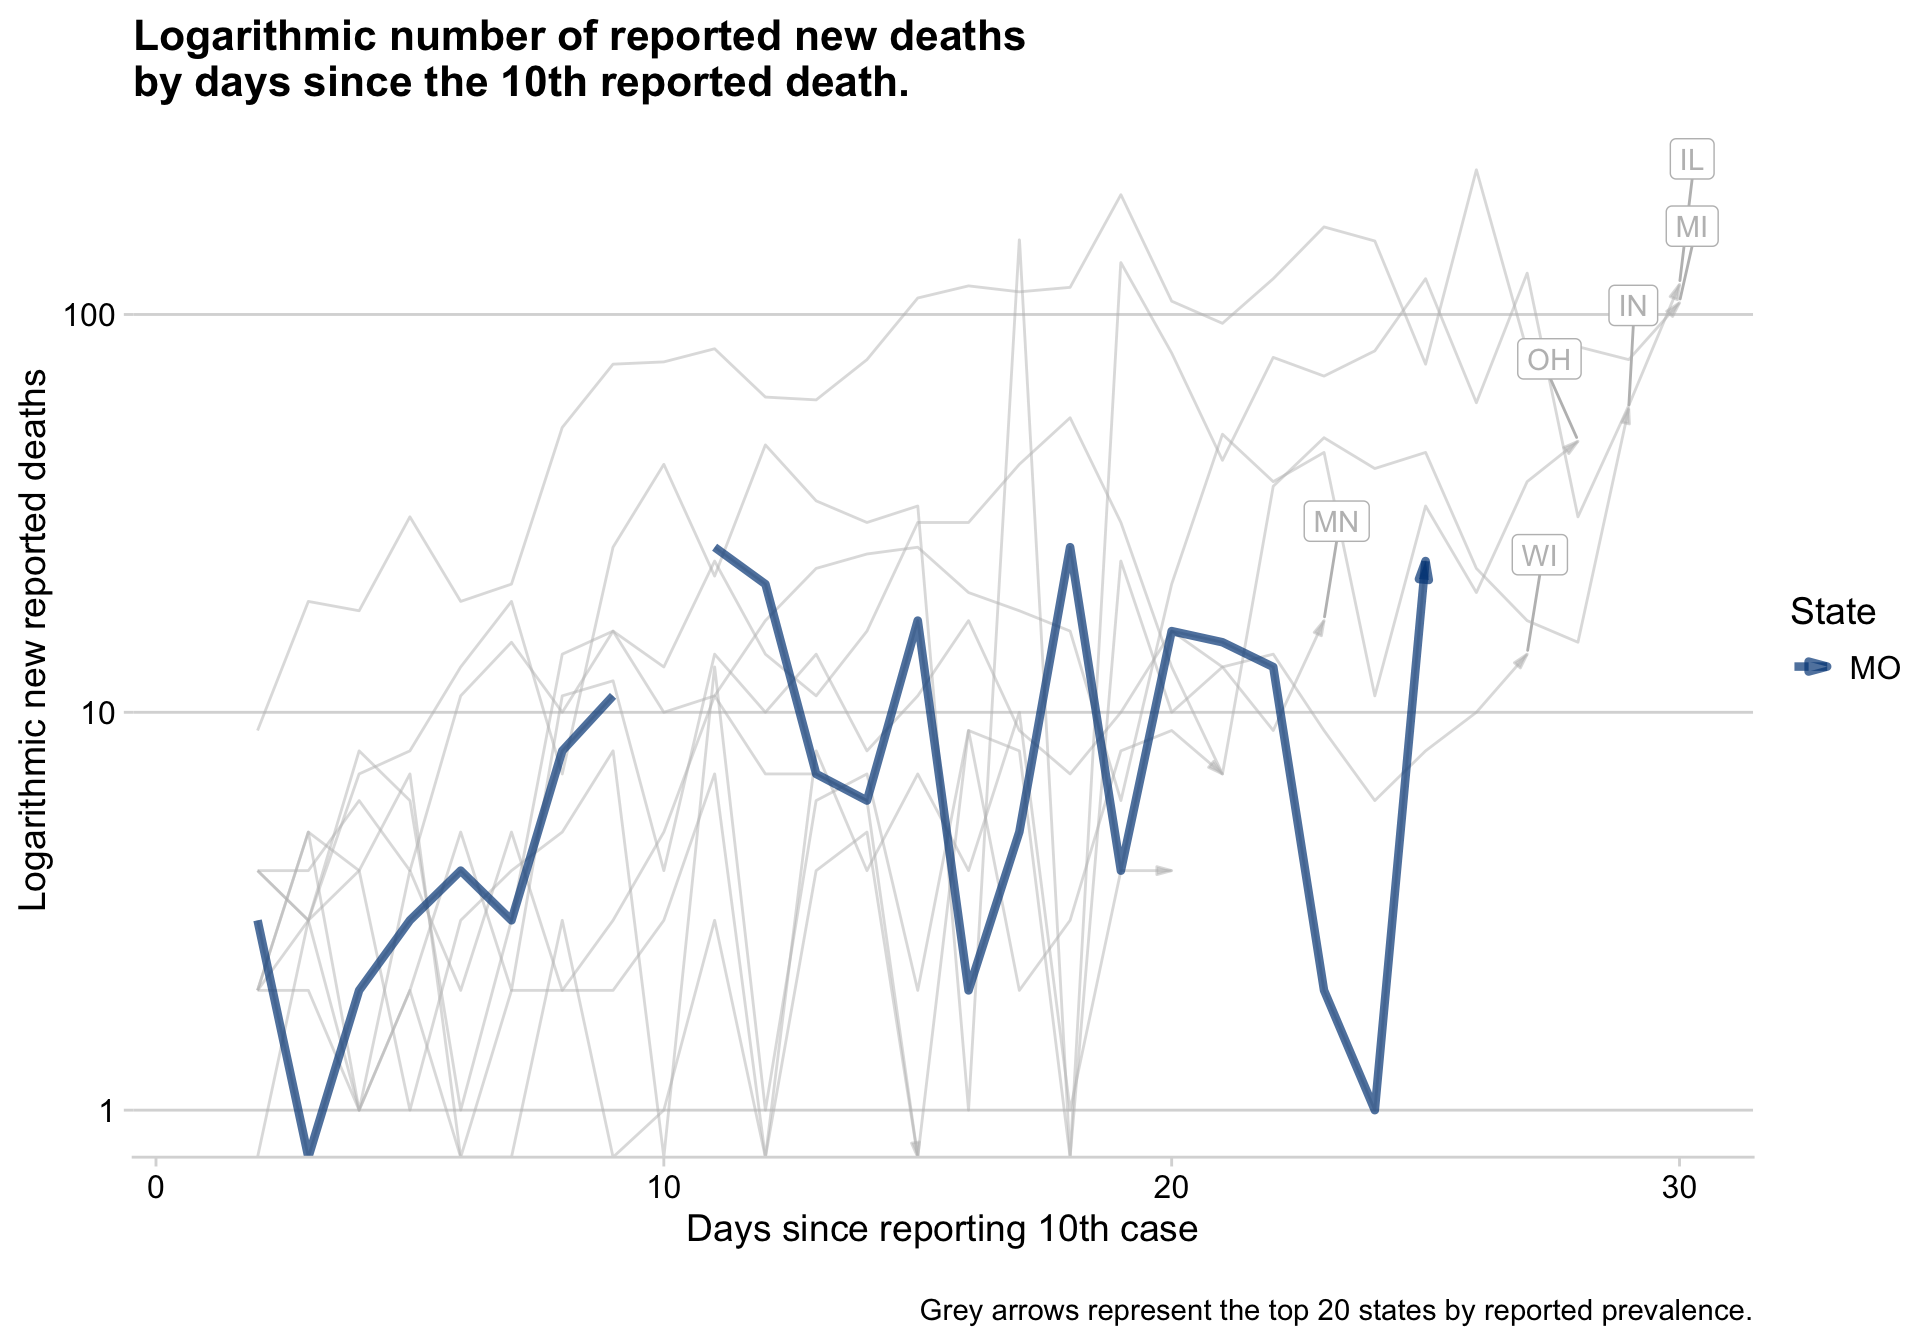 Logarithmic number of reported new deaths
by days since the 10th reported death.
IL
MI
IN
OH
MN
WI
100
10
1
Logarithmic new reported deaths
0
10
20
30
Days since reporting 10th case
State
MO
Grey arrows represent the top 20 states by reported prevalence.